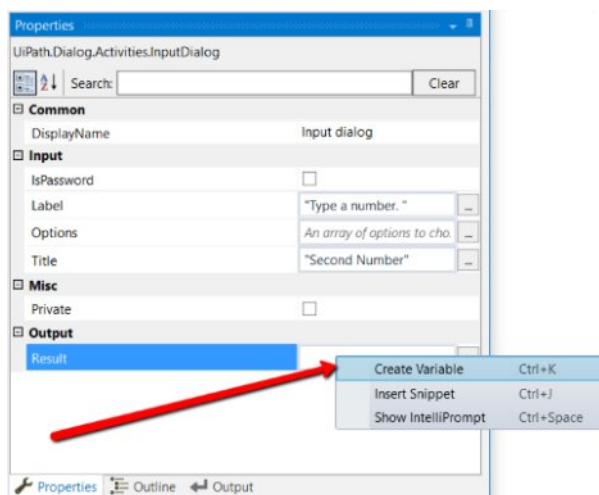 Properties
UiPath.Dialog.Activities.InputDialog
Search: Clear
Common
DisplayName Input dialog
Input
IsPassword
Label "Type a number. "
Options An array of options to cho.
Title "Second Number"
Misc
Private
Output
Result
Create Variable Ctrl+K
Insert Snippet Ctrl+J
Show IntelliPrompt Ctrl+Space
Properties Outline Output